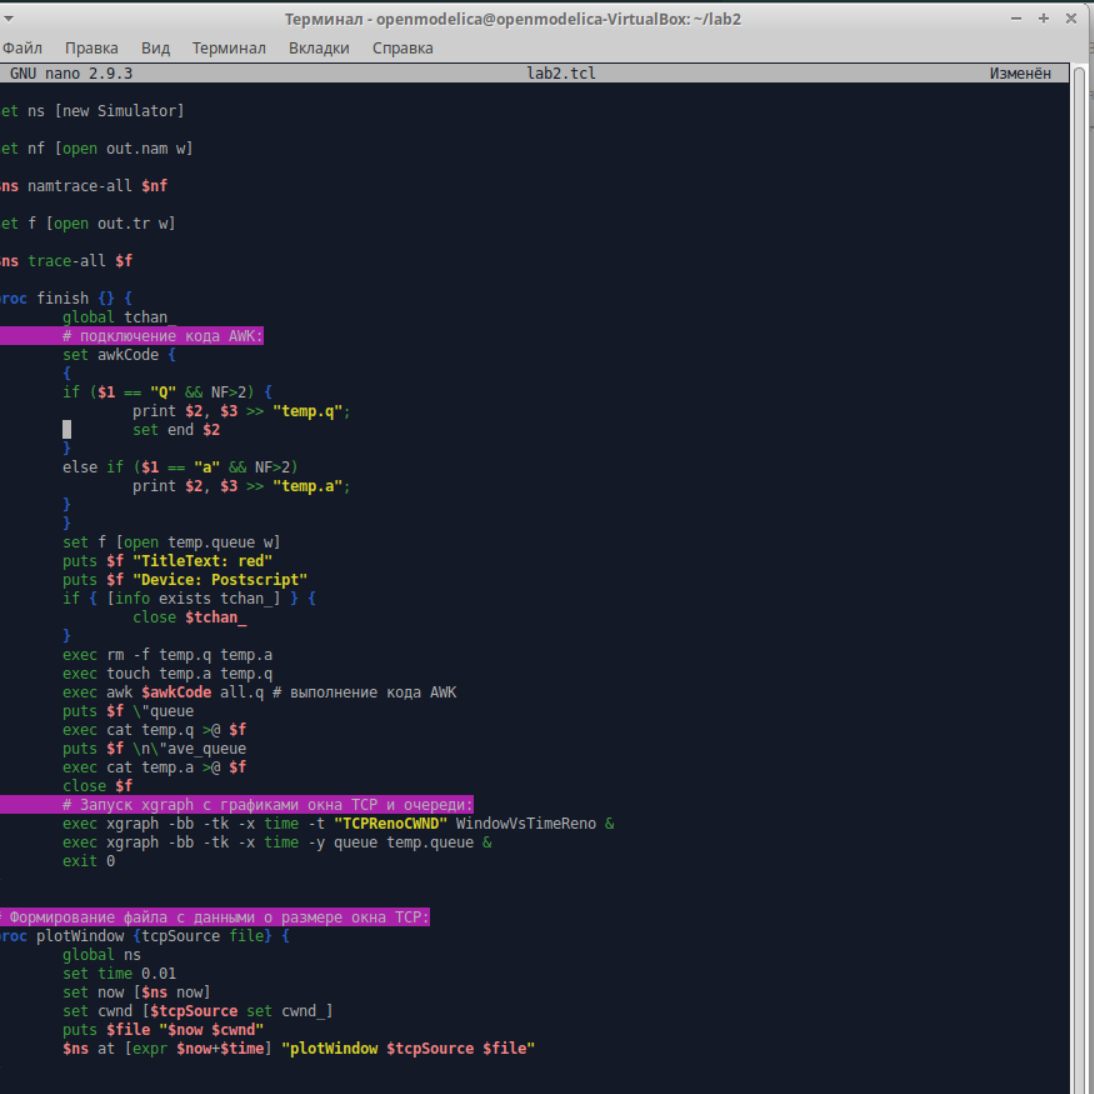 Терминал - openmodelica@openmodelica-VirtualBox: ~/lab2
Файл Правка Вид Терминал Вкладки Справка
GNU nano 2.9.3 lab2.tcl Изменён
et ns [new Simulator]
et nf [open out.nam w]
$ns namtrace-all $nf
et f [open out.tr w]
$ns trace-all $f
roc finish {} {
global tchan_
# подключение кода AWK:
set awkCode {
{
if ($1 == "Q" && NF>2) {
print $2, $3 >> "temp.q";
set end $2
}
else if ($1 == "a" && NF>2)
print $2, $3 >> "temp.a";
}
}
set f [open temp.queue w]
puts $f "TitleText: red"
puts $f "Device: Postscript"
if { [info exists tchan_] } {
close $tchan_
}
exec rm -f temp.q temp.a
exec touch temp.a temp.q
exec awk $awkCode all.q # выполнение кода AWK
puts $f \"queue
exec cat temp.q >@ $f
puts $f \n\"ave_queue
exec cat temp.a >@ $f
close $f
# Запуск xgraph с графиками окна TCP и очереди:
exec xgraph -bb -tk -x time -t "TCPRenoCWND" WindowVsTimeReno &
exec xgraph -bb -tk -x time -y queue temp.queue &
exit 0
# Формирование файла с данными о размере окна TCP:
roc plotWindow {tcpSource file} {
global ns
set time 0.01
set now [$ns now]
set cwnd [$tcpSource set cwnd_]
puts $file "$now $cwnd"
$ns at [expr $now+$time] "plotWindow $tcpSource $file"